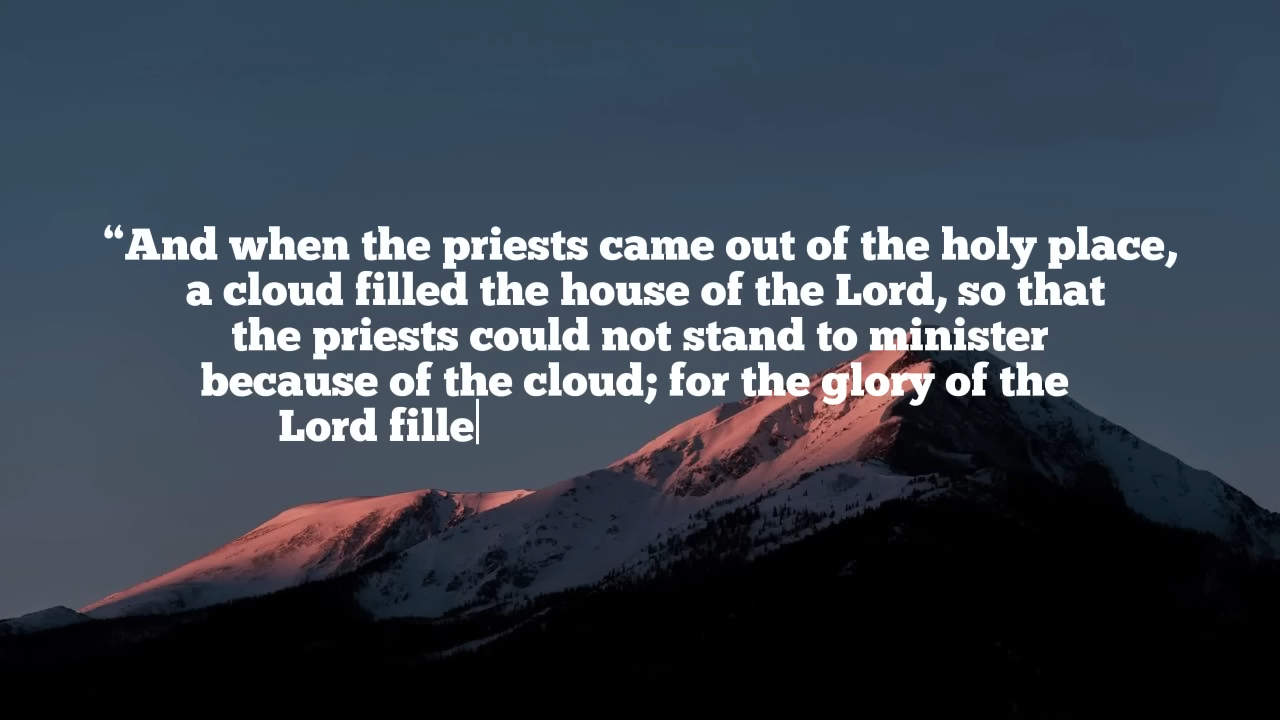 “And when the priests came out of the holy place,
a cloud filled the house of the Lord, so that
the priests could not stand to minister
because of the cloud; for the glory of the
Lord fille